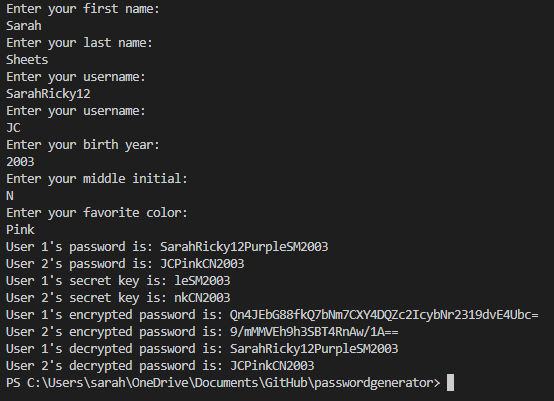 Enter your first name:
Sarah
Enter your last name:
Sheets
Enter your username:
SarahRicky12
Enter your username:
JC
Enter your birth year:
2003
Enter your middle initial:
N
Enter your favorite color:
Pink
User 1's password is: SarahRicky12PurpleSM2003
User 2's password is: JCPinkCN2003
User 1's secret key is: leSM2003
User 2's secret key is: nkCN2003
User 1's encrypted password is: Qn4JEbG88fkQ7bNm7CXY4DQZc2IcybNr2319dvE4Ubc=
User 2's encrypted password is: 9/mMMVEh9h3SBT4RnAw/1A==
User 1's decrypted password is: SarahRicky12PurpleSM2003
User 2's decrypted password is: JCPinkCN2003
PS C:\Users\sarah\OneDrive\Documents\GitHub\passwordgenerator>